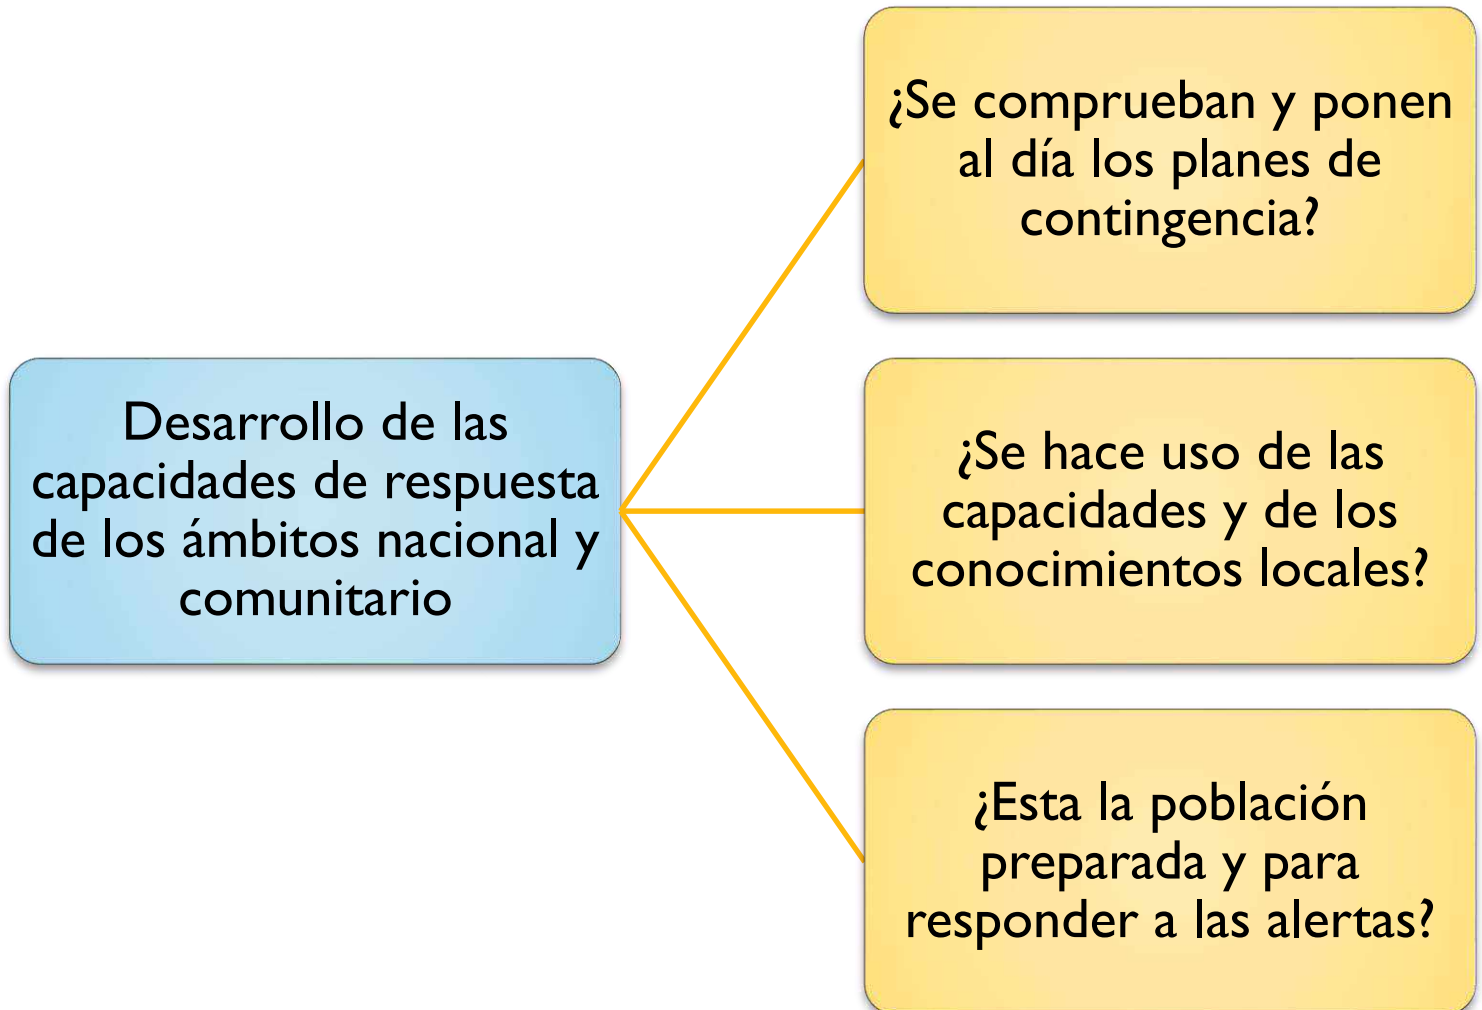 ¿Se comprueban y ponen
al día los planes de
contingencia?
Desarrollo de las
capacidades de respuesta
de los ámbitos nacional y
comunitario
¿Se hace uso de las
capacidades y de los
conocimientos locales?
¿Esta la población
preparada y para
responder a las alertas?